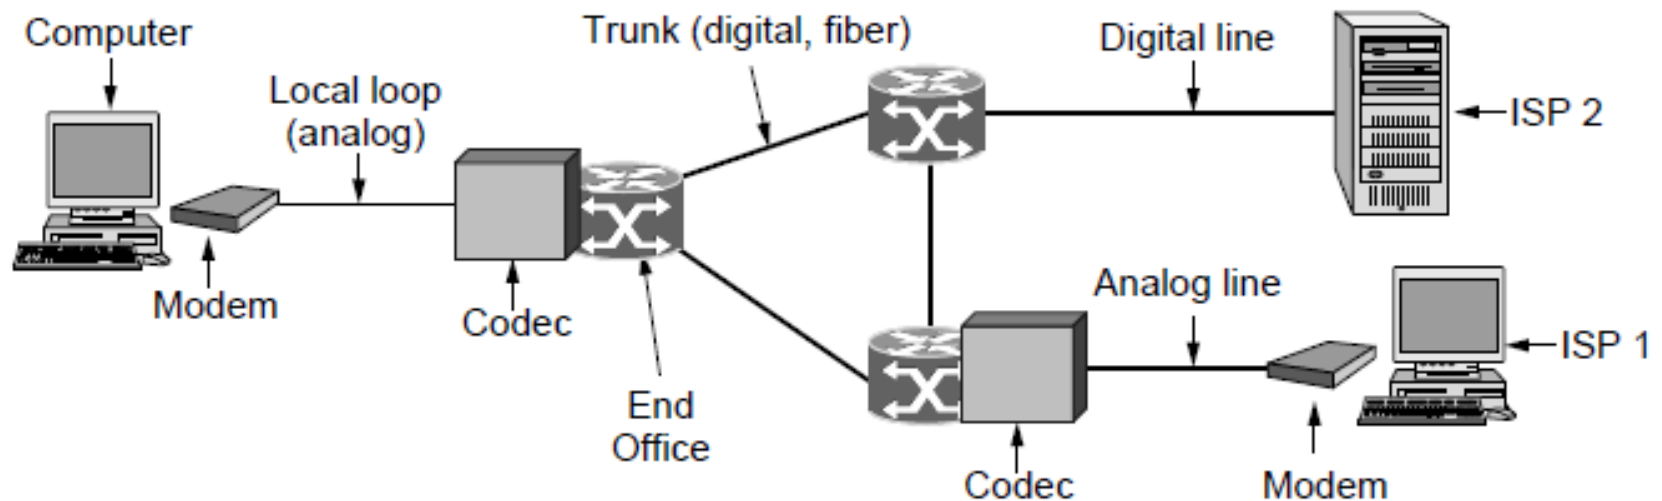 Computer
Trunk (digital, fiber)
Digital line
Local loop
(analog)
ISP 2
Modem
Codec
Analog line
ISP 1
End
Office
Codec
Modem